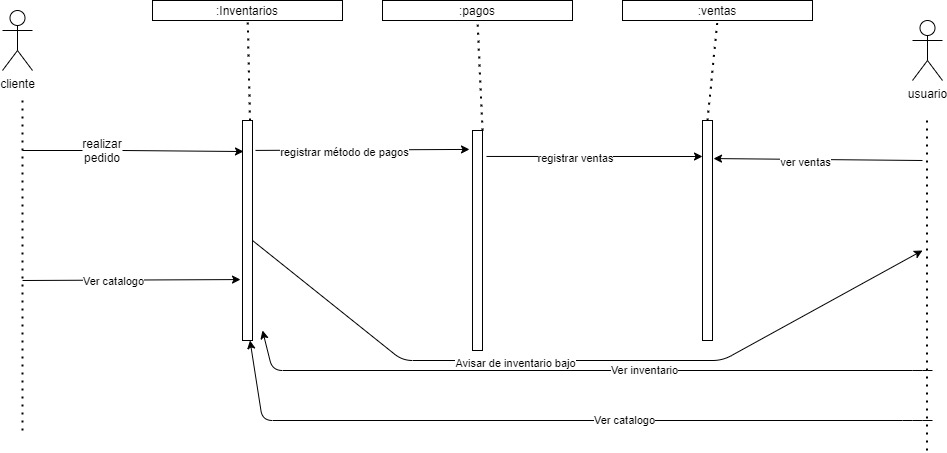 :Inventarios
:pagos
:ventas
cliente
usuario
realizar
pedido
registrar método de pagos
registrar ventas
ver ventas
Ver catalogo
Avisar de inventario bajo
Ver inventario
Ver catalogo